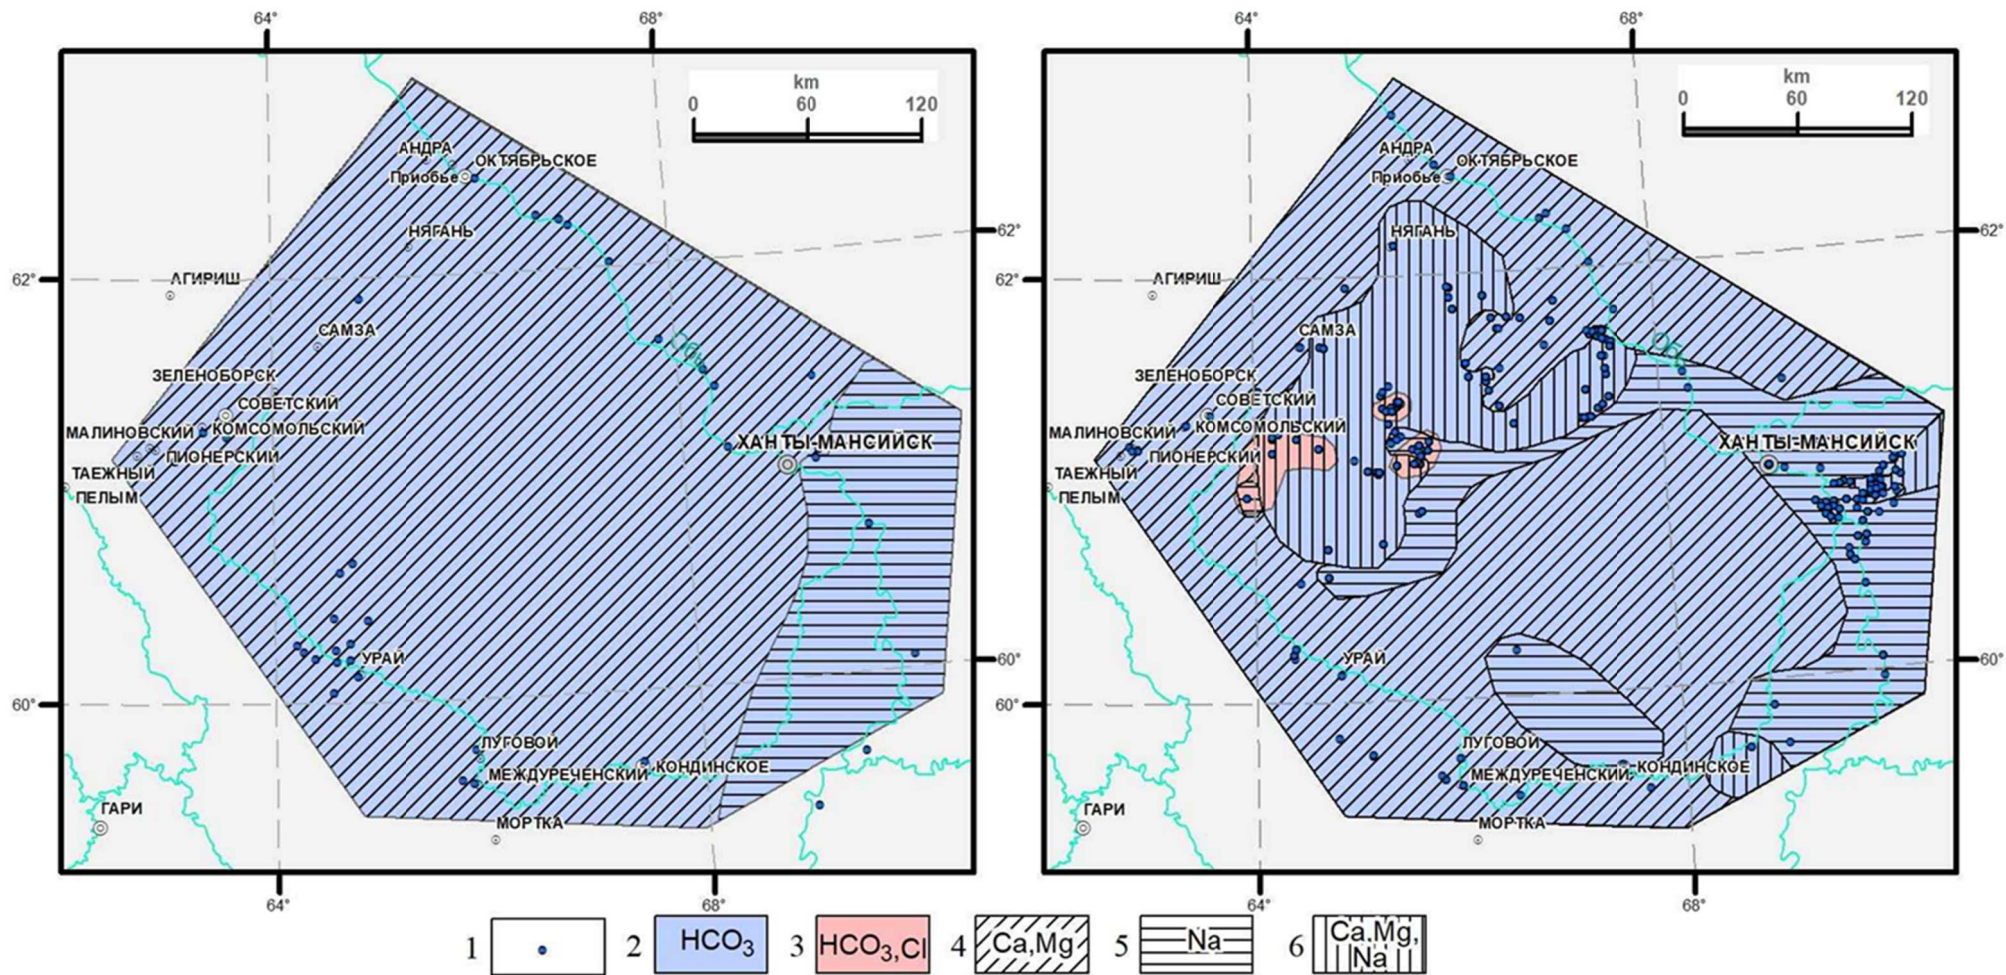 64°
68°
km
0 60 120
АНДРА
ОКТЯБРЬСКОЕ
Приобье
НЯГАНЬ
62°
АГИРИШ
62°
САМЗА
Обь
ЗЕЛЕНОБОРСК
СОВЕТСКИЙ
МАЛИНОВСКИЙ
КОМСОМОЛЬСКИЙ
ХАНТЫ-МАНСИЙСК
ПИОНЕРСКИЙ
ТАЕЖНЫЙ
ПЕЛЫМ
УРАЙ
60°
60°
ЛУГОВОЙ
МЕЖДУРЕЧЕНСКИЙ
КОНДИНСКОЕ
ГАРИ
МОРТКА
64°
68°
64°
68°
km
0 60 120
АНДРА
ОКТЯБРЬСКОЕ
Приобье
НЯГАНЬ
62°
АГИРИШ
62°
САМЗА
Обь
ЗЕЛЕНОБОРСК
СОВЕТСКИЙ
МАЛИНОВСКИЙ
КОМСОМОЛЬСКИЙ
ХАНТЫ-МАНСИЙСК
ПИОНЕРСКИЙ
ТАЕЖНЫЙ
ПЕЛЫМ
УРАЙ
60°
60°
ЛУГОВОЙ
МЕЖДУРЕЧЕНСКИЙ
КОНДИНСКОЕ
ГАРИ
МОРТКА
64°
68°
1
2 HCO₃
3 HCO₃,Cl
4 Ca,Mg
5 Na
6 Ca,Mg,
Na